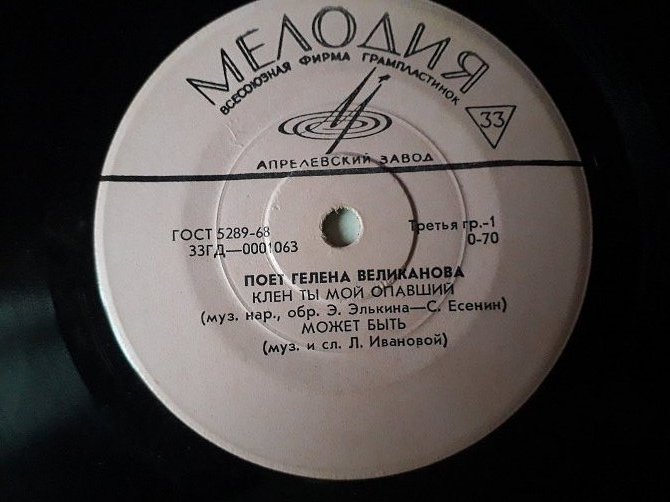 МЕЛОДИЯ
ВСЕСОЮЗНАЯ ФИРМА ГРАМПЛАСТИНОК
33
АПРЕЛЕВСКИЙ ЗАВОД
ГОСТ 5289-68
Третья гр.-1
33ГД—0001063
0-70
ПОЕТ ГЕЛЕНА ВЕЛИКАНОВА
КЛЕН ТЫ МОЙ ОПАВШИЙ
(муз. нар., обр. Э. Элькина—С. Есенин)
МОЖЕТ БЫТЬ
(муз. и сл. Л. Ивановой)